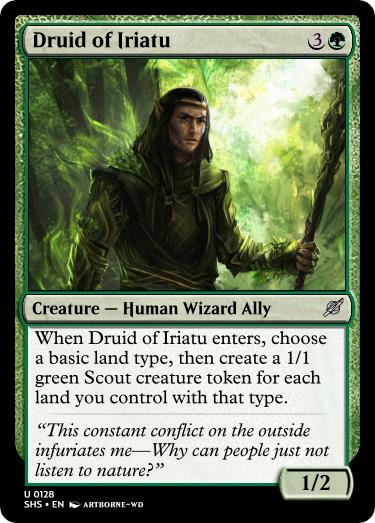 Druid of Iriatu 3
Creature — Human Wizard Ally
When Druid of Iriatu enters, choose
a basic land type, then create a 1/1
green Scout creature token for each
land you control with that type.
“This constant conflict on the outside
infuriates me—Why can people just not
listen to nature?”
1/2
U 0128
SHS • EN ARTBORNE-WD